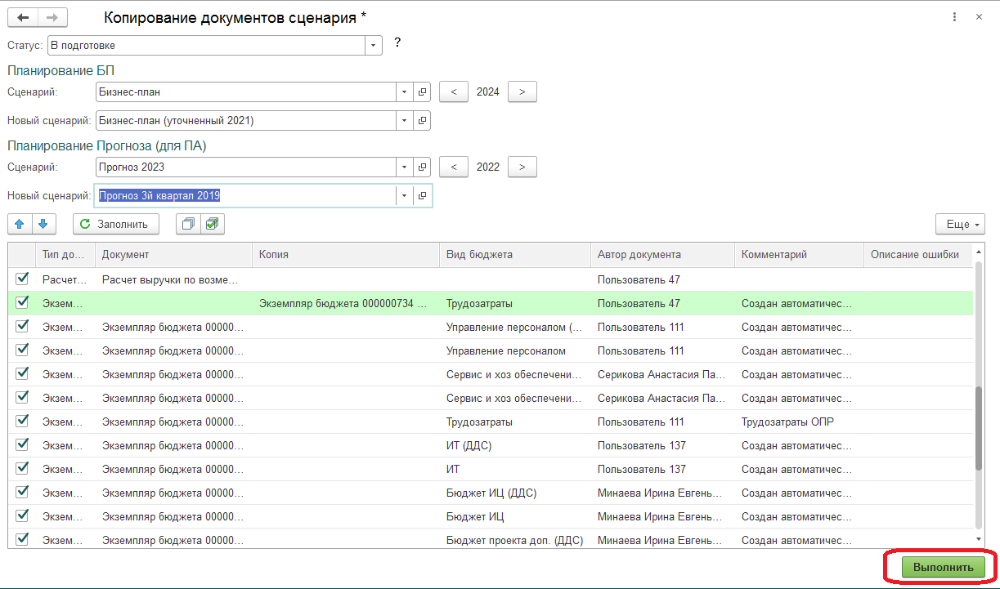 Копирование документов сценария *
Статус: В подготовке ?
Планирование БП
Сценарий: Бизнес-план < 2024 >
Новый сценарий: Бизнес-план (уточненный 2021)
Планирование Прогноза (для ПА)
Сценарий: Прогноз 2023 < 2022 >
Новый сценарий: Прогноз 3й квартал 2019
Заполнить Еще
Тип до... Документ Копия Вид бюджета Автор документа Комментарий Описание ошибки
Расчет... Расчет выручки по возме... Пользователь 47
Экзем... Экземпляр бюджета 000000734 ... Трудозатраты Пользователь 47 Создан автоматичес...
Экзем... Экземпляр бюджета 00000... Управление персоналом (... Пользователь 111 Создан автоматичес...
Экзем... Экземпляр бюджета 00000... Управление персоналом Пользователь 111 Создан автоматичес...
Экзем... Экземпляр бюджета 00000... Сервис и хоз обеспечени... Серикова Анастасия Па... Создан автоматичес...
Экзем... Экземпляр бюджета 00000... Сервис и хоз обеспечени... Серикова Анастасия Па... Создан автоматичес...
Экзем... Экземпляр бюджета 00000... Трудозатраты Пользователь 111 Трудозатраты ОПР
Экзем... Экземпляр бюджета 00000... ИТ (ДДС) Пользователь 137 Создан автоматичес...
Экзем... Экземпляр бюджета 00000... ИТ Пользователь 137 Создан автоматичес...
Экзем... Экземпляр бюджета 00000... Бюджет ИЦ (ДДС) Минаева Ирина Евгень... Создан автоматичес...
Экзем... Экземпляр бюджета 00000... Бюджет ИЦ Минаева Ирина Евгень... Создан автоматичес...
Экзем... Экземпляр бюджета 00000... Бюджет проекта доп. (ДДС) Минаева Ирина Евгень... Создан автоматичес...
Выполнить